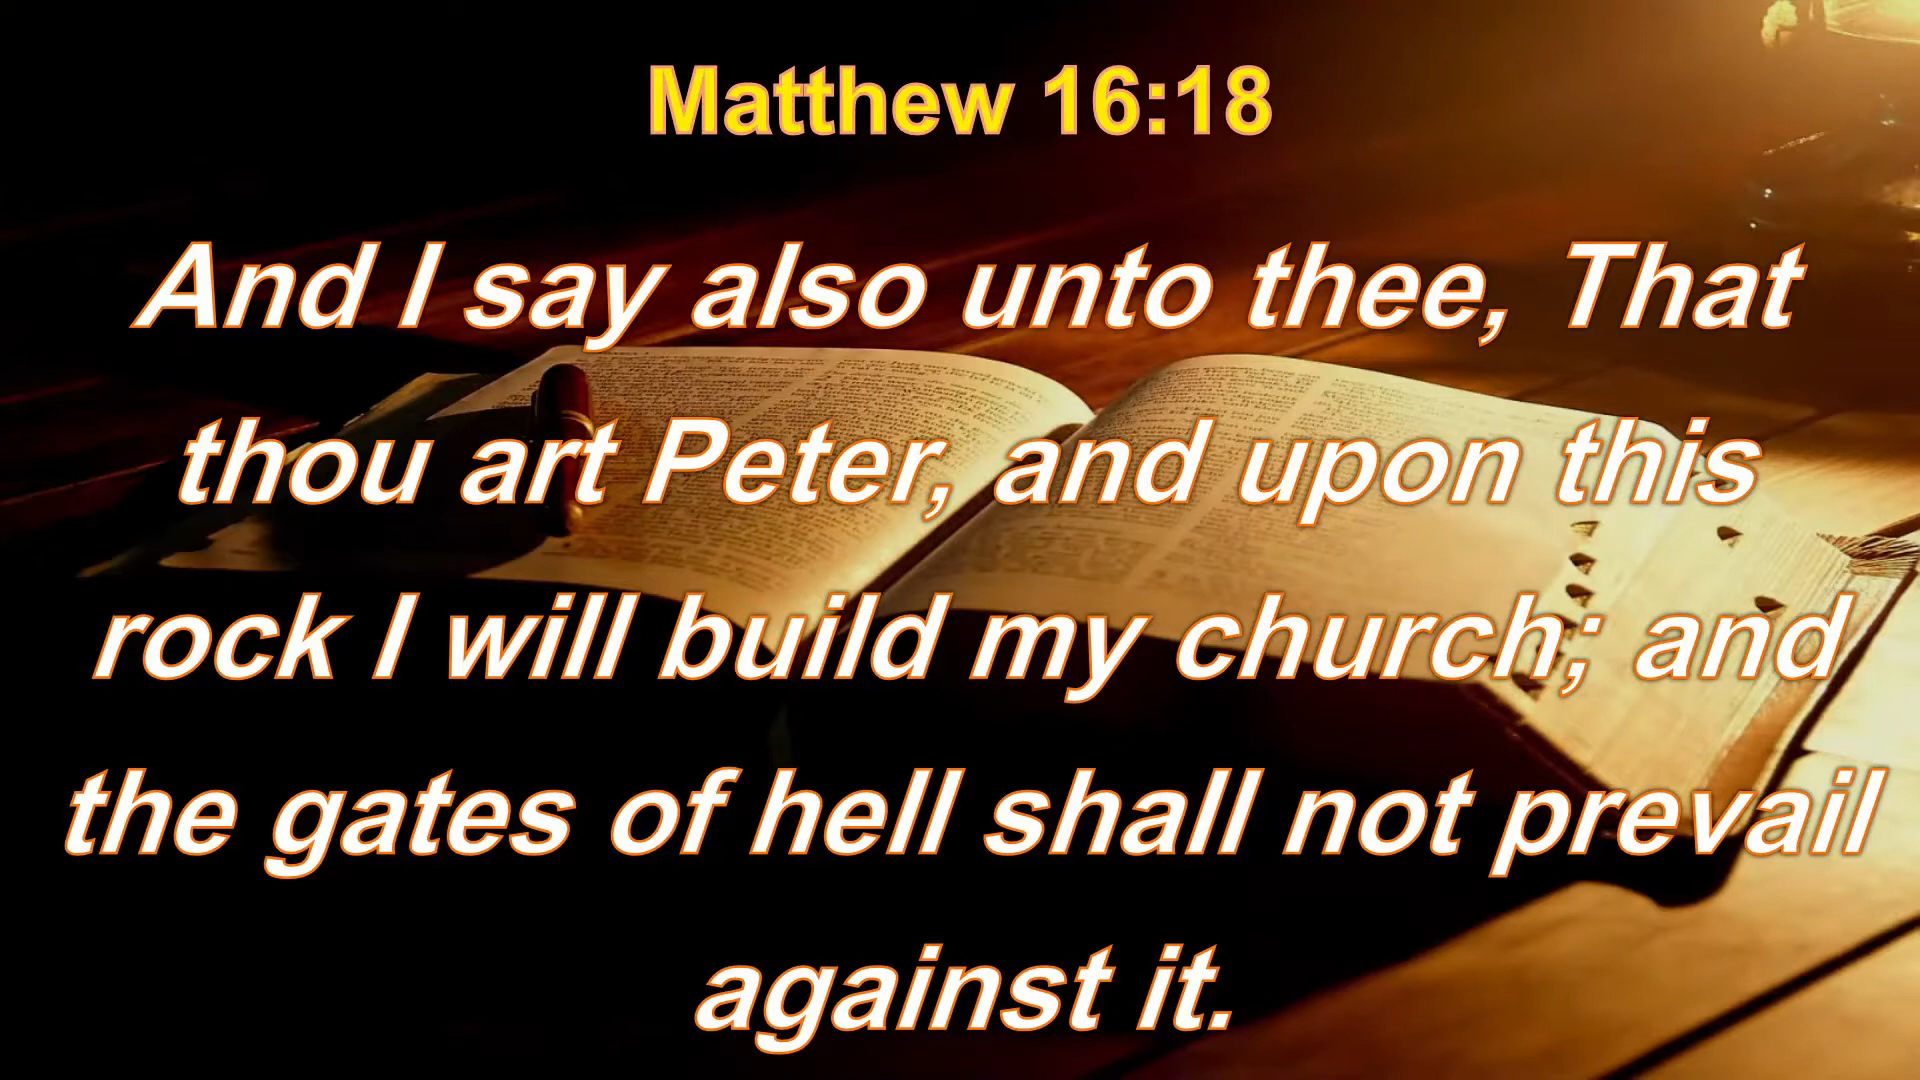 Matthew 16:18
And I say also unto thee, That
thou art Peter, and upon this
rock I will build my church; and
the gates of hell shall not prevail
against it.